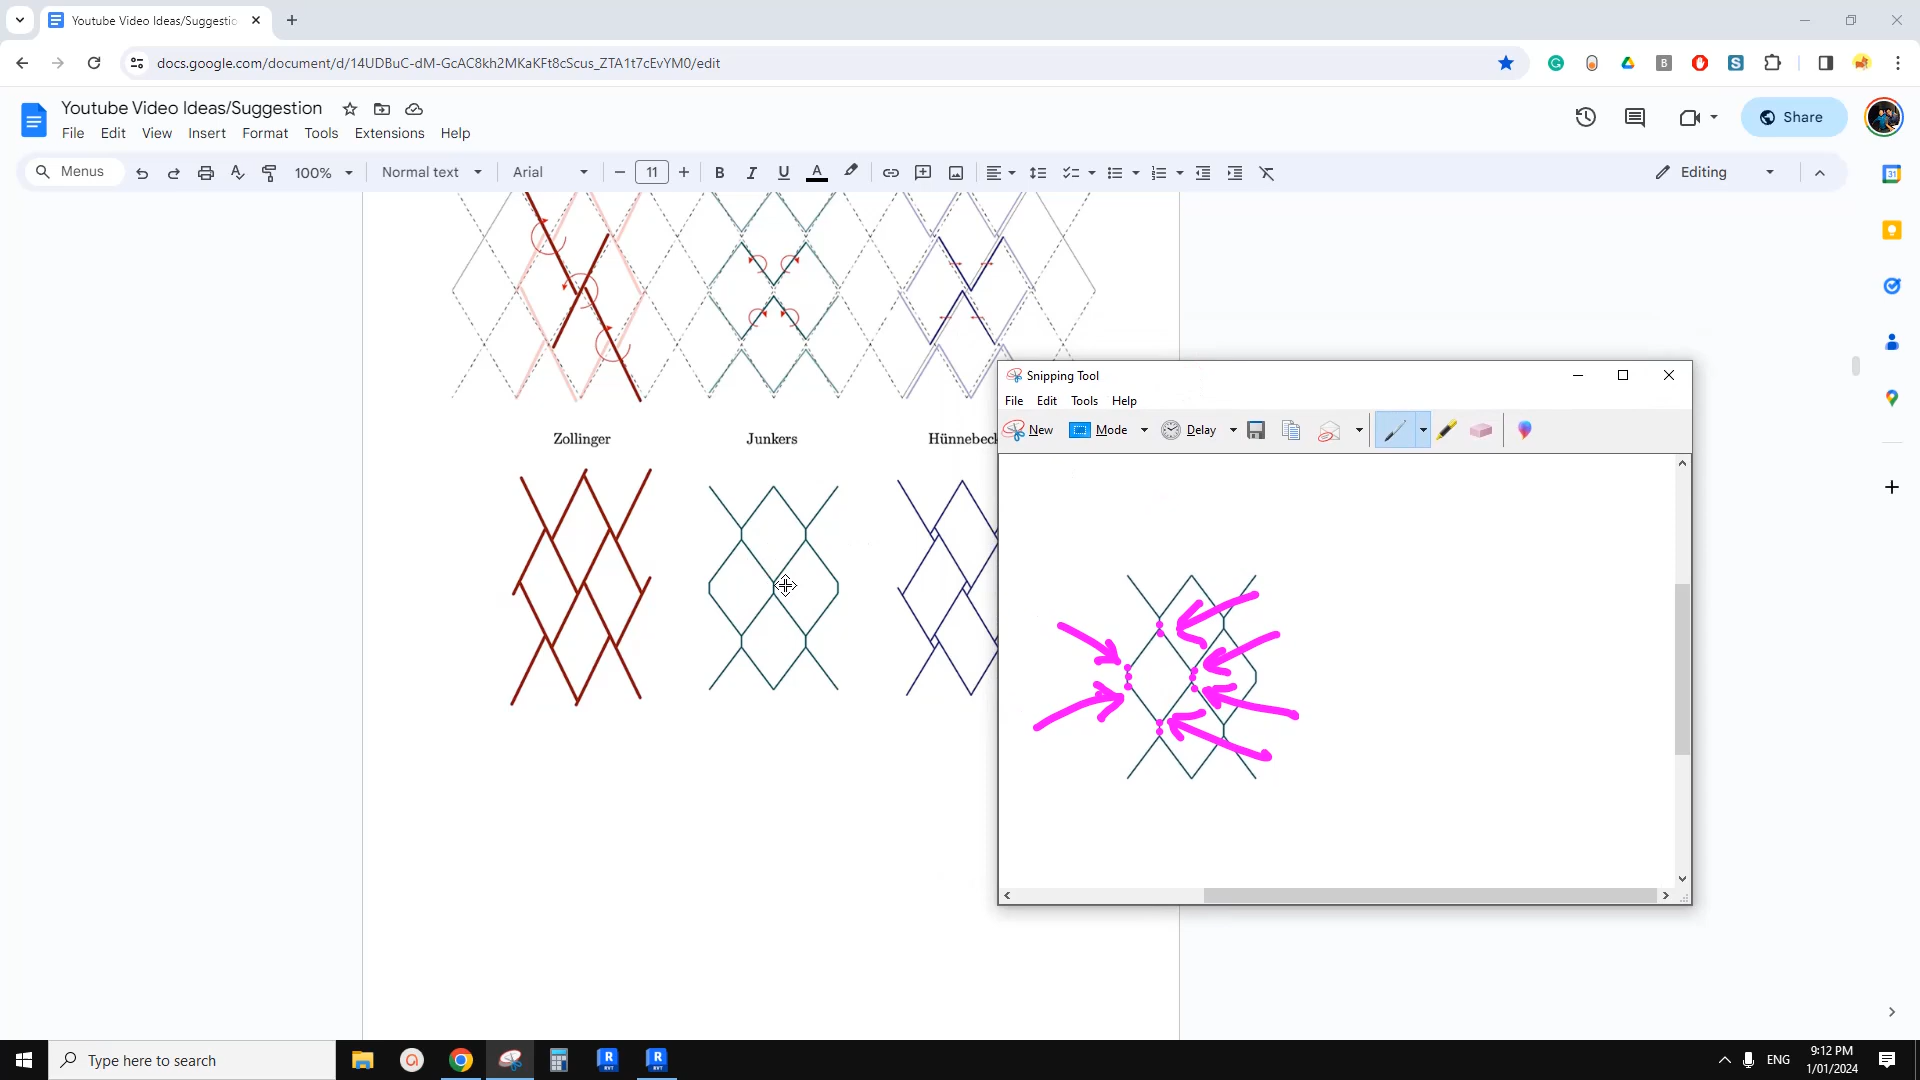 Youtube Video Ideas/Suggestio
docs.google.com/document/d/14UDBuC-dM-GcAC8kh2MKaKFt8cScus_ZTA1t7cEvYM0/edit
Youtube Video Ideas/Suggestion
Share
File Edit View Insert Format Tools Extensions Help
Menus 100% Normal text Arial 11 B I U A Editing
31
Snipping Tool
File Edit Tools Help
New Mode Delay
Zollinger Junkers Hünnebeck
Type here to search
ENG
9:12 PM
1/01/2024